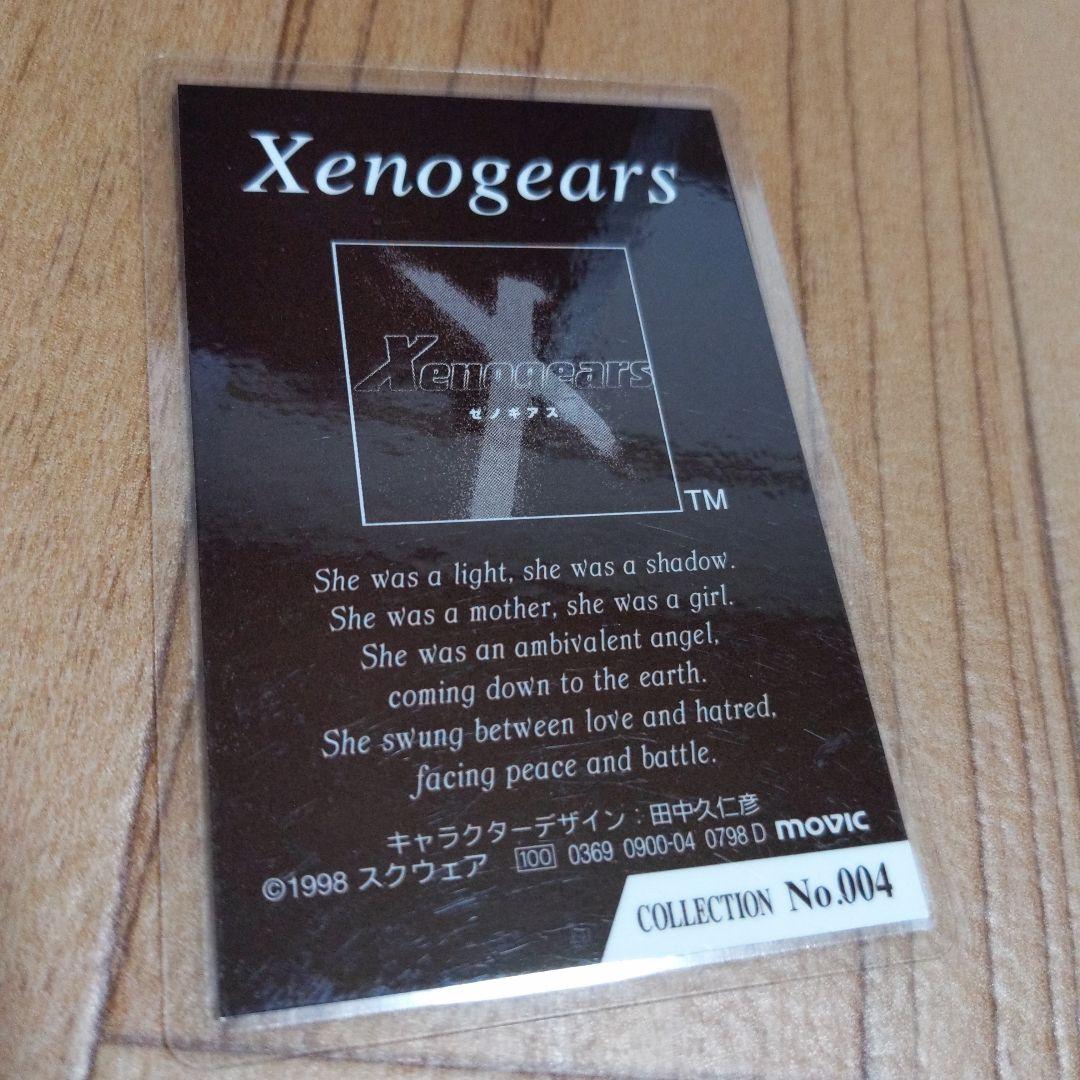 Xenogears
Xenogears
ゼノギアス
TM
She was a light, she was a shadow.
She was a mother, she was a girl.
She was an ambivalent angel,
coming down to the earth.
She swung between love and hatred,
facing peace and battle.
キャラクターデザイン：田中久仁彦
©1998 スクウェア 100 0369 0900-04 0798 D movic
COLLECTION No.004